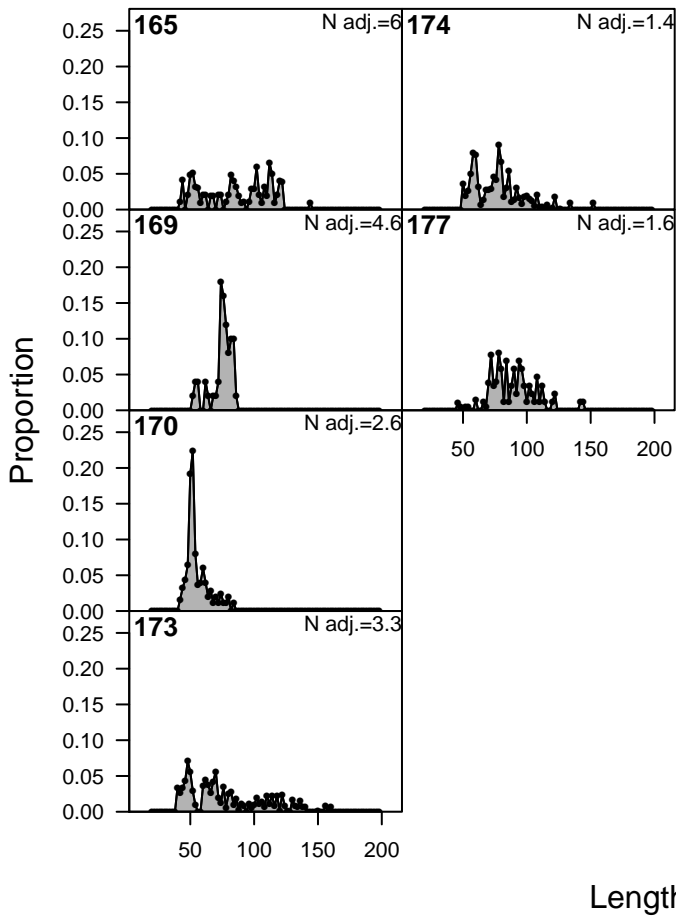 165 N adj.=6
174 N adj.=1.4
0.25
0.20
0.15
0.10
0.05
0.00
169 N adj.=4.6
177 N adj.=1.6
0.25
0.20
0.15
0.10
0.05
0.00
50 100 150 200
170 N adj.=2.6
0.25
0.20
0.15
0.10
0.05
0.00
173 N adj.=3.3
0.25
0.20
0.15
0.10
0.05
0.00
50 100 150 200
Proportion
Length